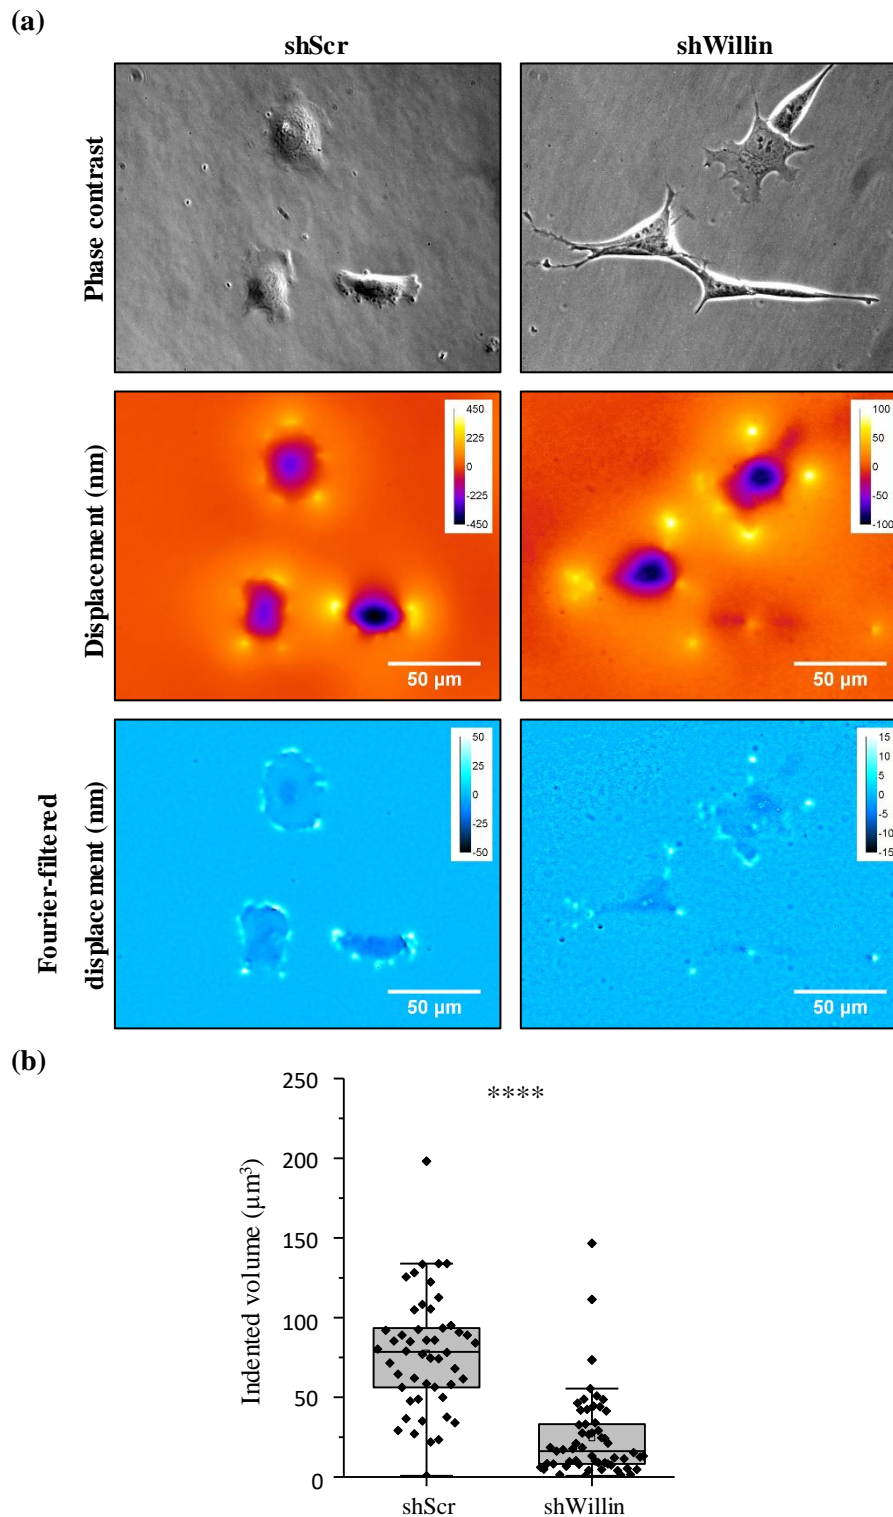 (a)
shScr
shWillin
Phase contrast
Displacement (nm)
450
225
0
-225
-450
50 µm
100
50
0
-50
-100
50 µm
Fourier-filtered
displacement (nm)
50
25
0
-25
-50
50 µm
15
10
5
0
-5
-10
-15
50 µm
(b)
Indented volume (µm³)
250
200
150
100
50
0
****
shScr
shWillin